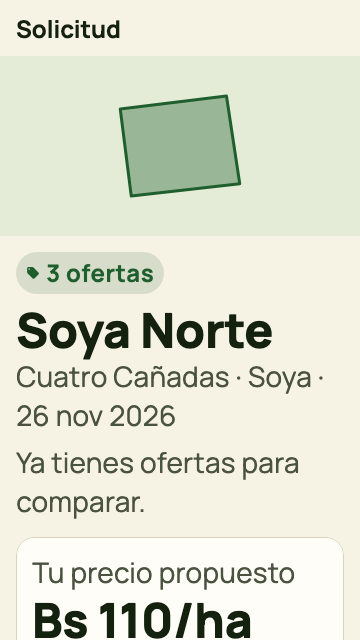 Solicitud
3 ofertas
Soya Norte
Cuatro Cañadas · Soya ·
26 nov 2026
Ya tienes ofertas para
comparar.
Tu precio propuesto
Bs 110/ha